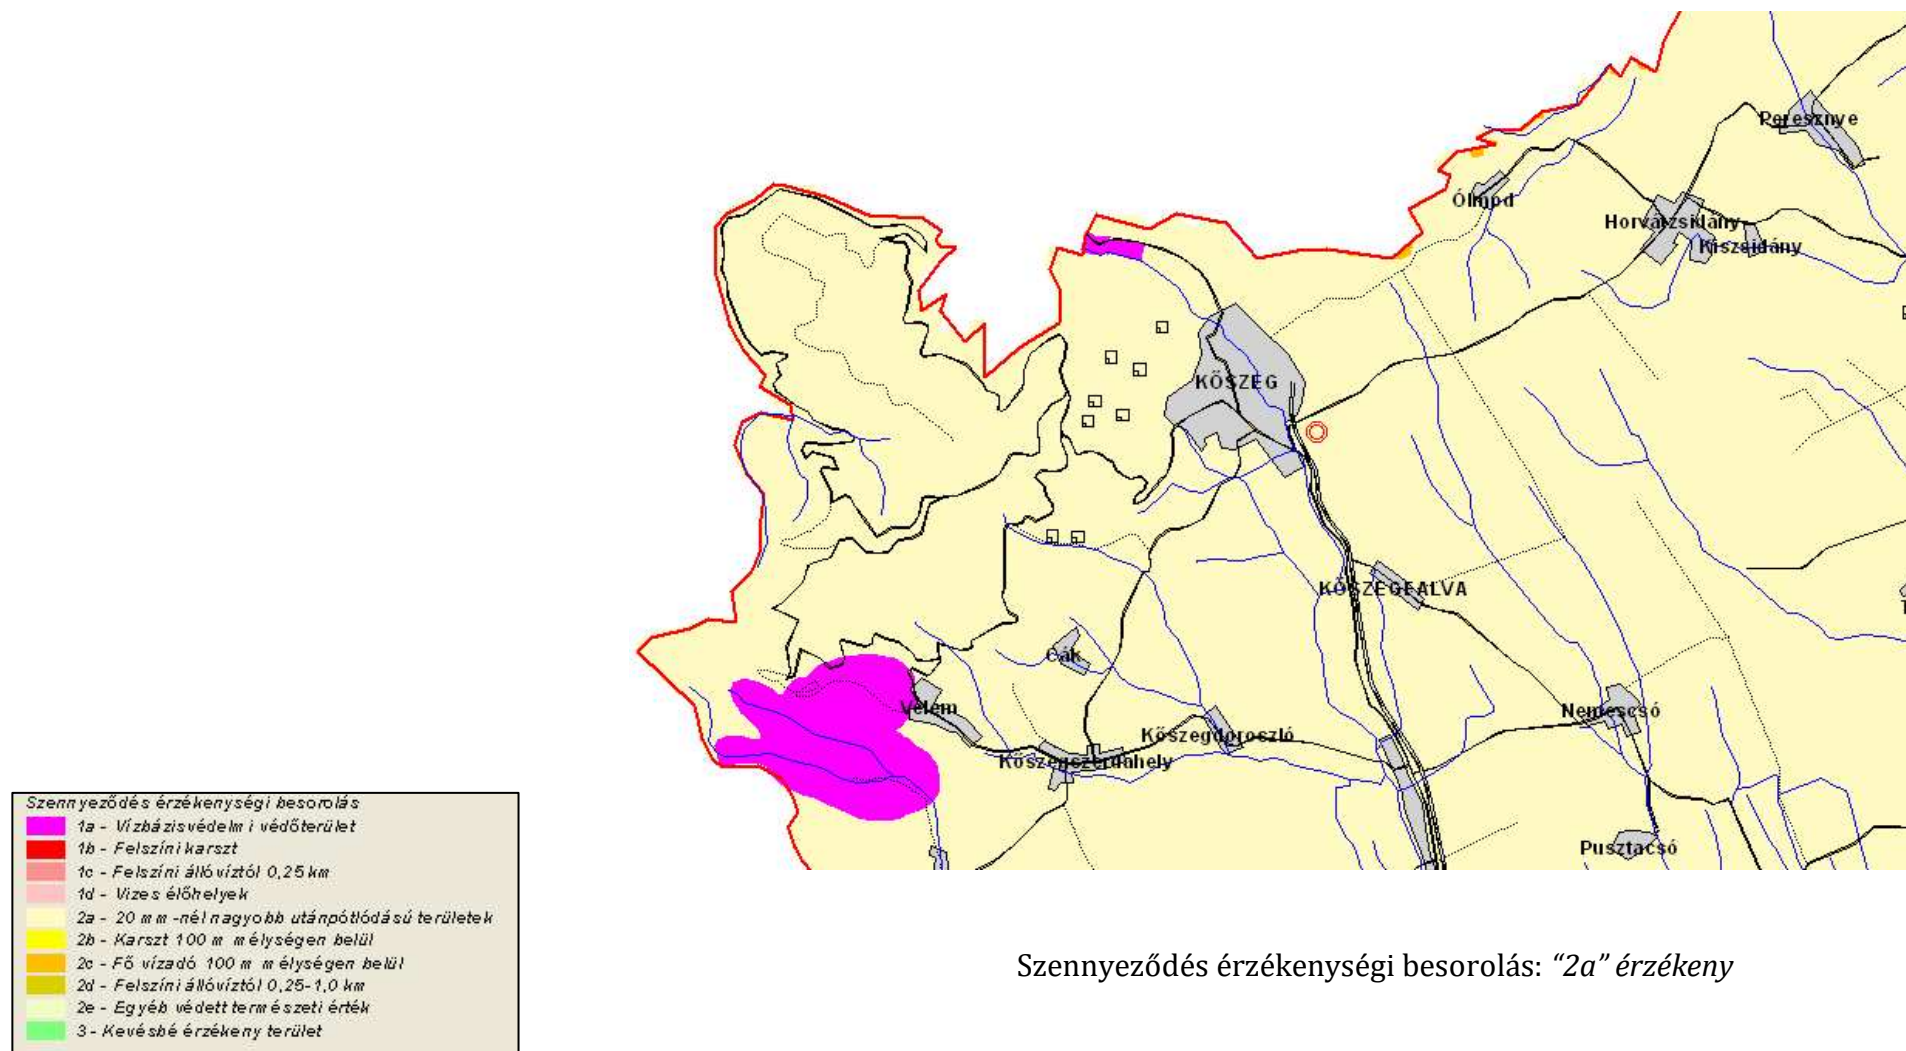 Peresznye
Ólmod
Horvátzsidány
Kiszsidány
KŐSZEG
KŐSZEGFALVA
Cák
Velem
Nemescsó
Kőszegdoroszló
Kőszegszerdahely
Pusztacsó
Szennyeződés érzékenységi besorolás
1a - Vízbázisvédelmi védőterület
1b - Felszíni karszt
1c - Felszíni állóvíztól 0,25 km
1d - Vizes élőhelyek
2a - 20 mm-nél nagyobb utánpótlódású területek
2b - Karszt 100 m mélységen belül
2c - Fő vízadó 100 m mélységen belül
2d - Felszíni állóvíztól 0,25-1,0 km
2e - Egyéb védett természeti érték
3 - Kevésbé érzékeny terület
Szennyeződés érzékenységi besorolás: “2a” érzékeny